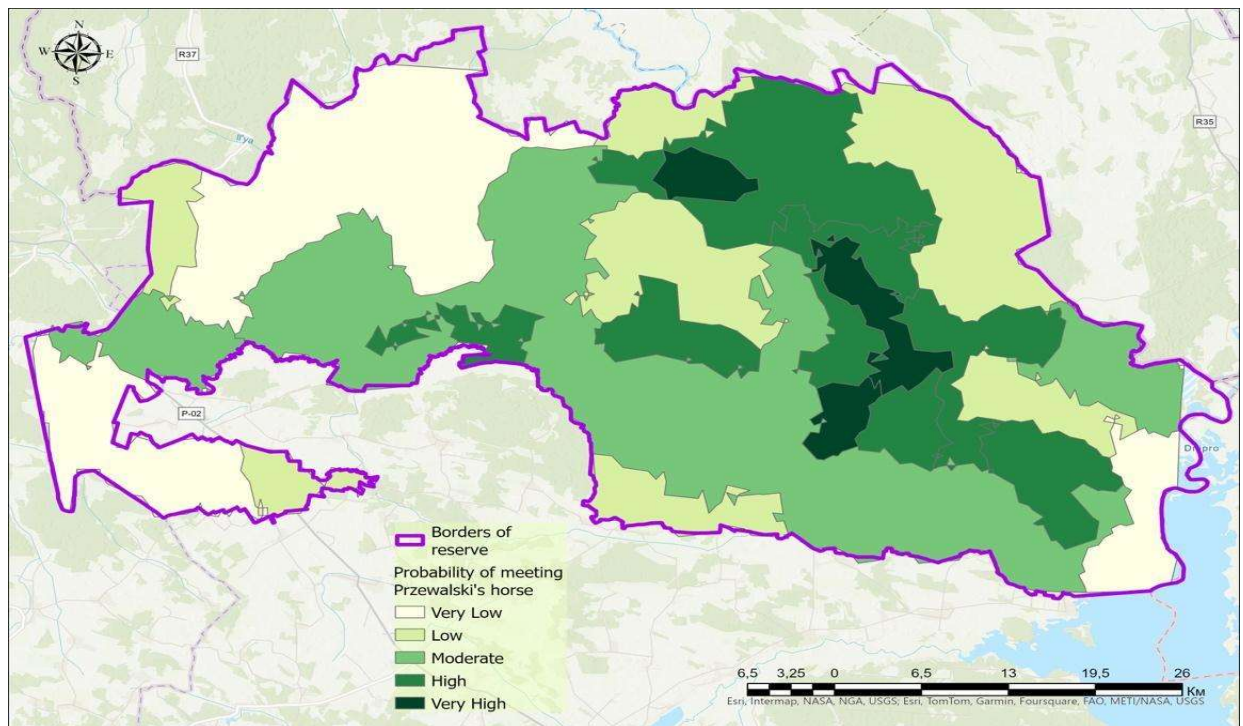 N
W E
S
R37
Il'ya
R35
P-02
Dnipro
Borders of
reserve
Probability of meeting
Przewalski's horse
Very Low
Low
Moderate
High
Very High
6,5 3,25 0 6,5 13 19,5 26
Км
Esri, Intermap, NASA, NGA, USGS; Esri, TomTom, Garmin, Foursquare, FAO, METI/NASA, USGS